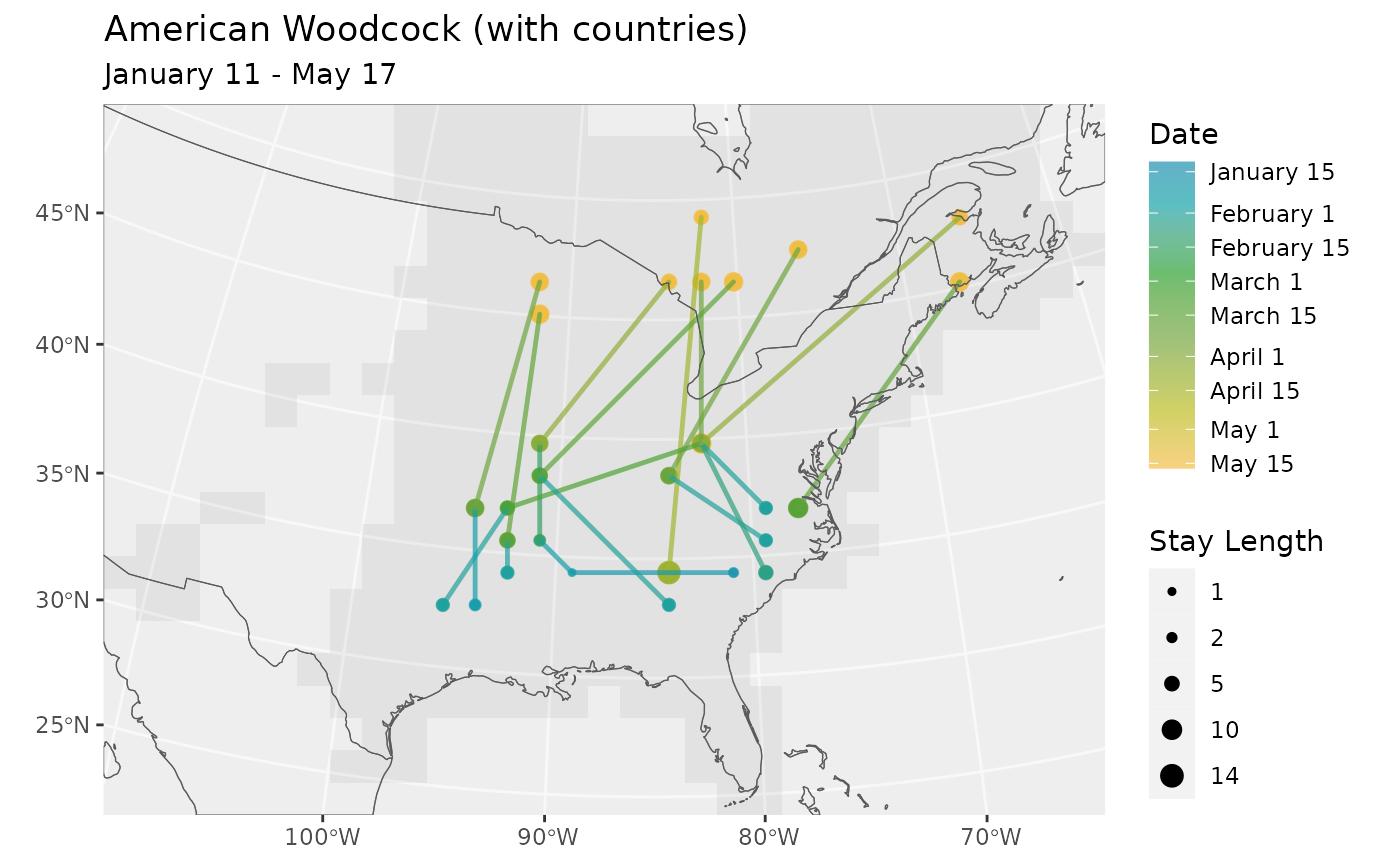 American Woodcock (with countries)
January 11 - May 17
45°N
40°N
35°N
30°N
25°N
100°W
90°W
80°W
70°W
Date
January 15
February 1
February 15
March 1
March 15
April 1
April 15
May 1
May 15
Stay Length
1
2
5
10
14